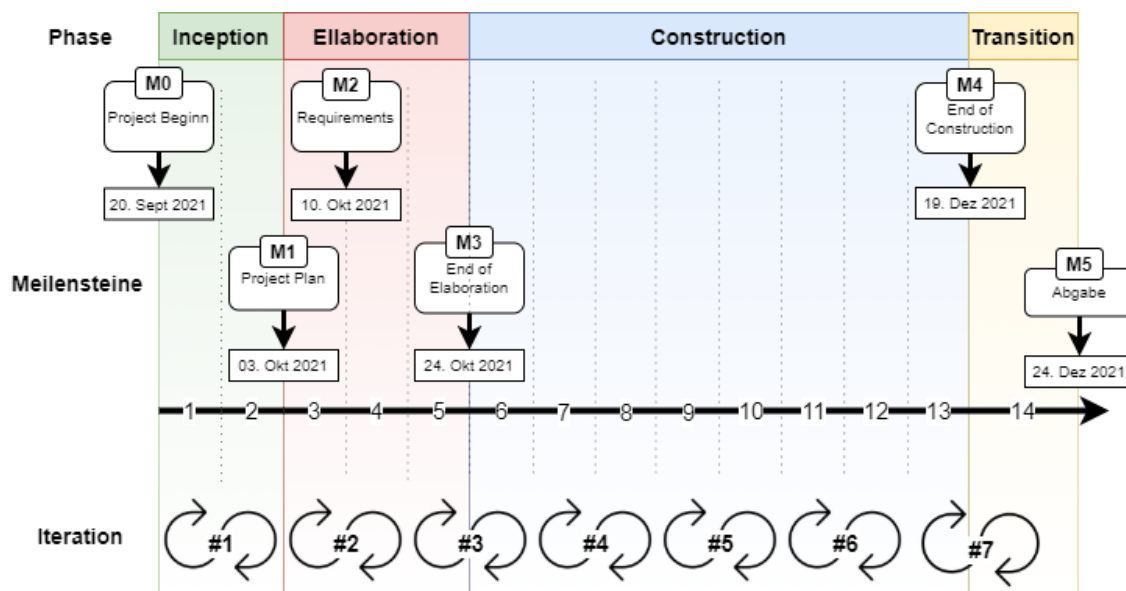 Phase
Inception
Ellaboration
Construction
Transition
M0
Project Beginn
20. Sept 2021
M2
Requirements
10. Okt 2021
M4
End of
Construction
19. Dez 2021
Meilensteine
M1
Project Plan
03. Okt 2021
M3
End of
Elaboration
24. Okt 2021
M5
Abgabe
24. Dez 2021
1 2 3 4 5 6 7 8 9 10 11 12 13 14
Iteration
#1 #2 #3 #4 #5 #6 #7